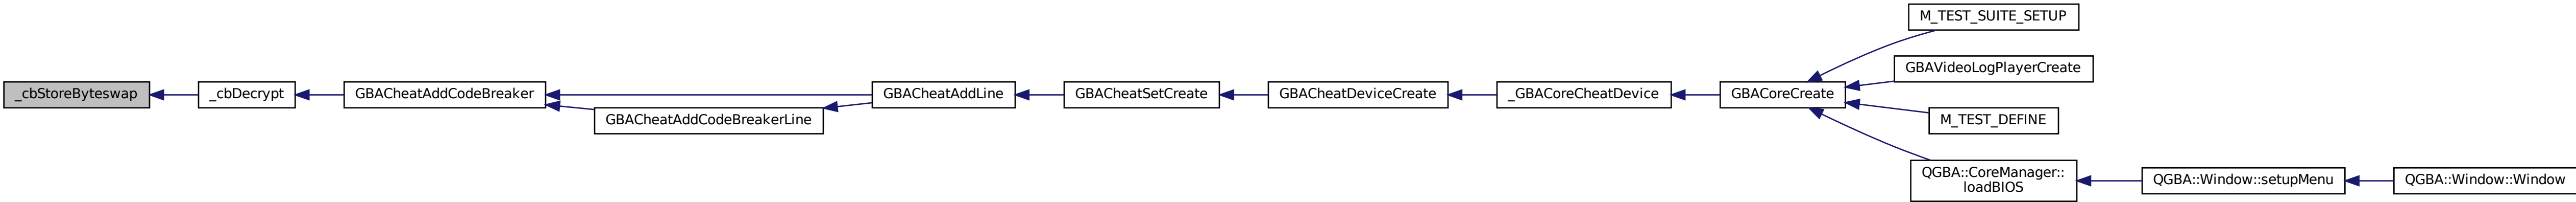 _cbStoreByteswap
_cbDecrypt
GBACheatAddCodeBreaker
GBACheatAddCodeBreakerLine
GBACheatAddLine
GBACheatSetCreate
GBACheatDeviceCreate
_GBACoreCheatDevice
GBACoreCreate
M_TEST_SUITE_SETUP
GBAVideoLogPlayerCreate
M_TEST_DEFINE
QGBA::CoreManager::
loadBIOS
QGBA::Window::setupMenu
QGBA::Window::Window